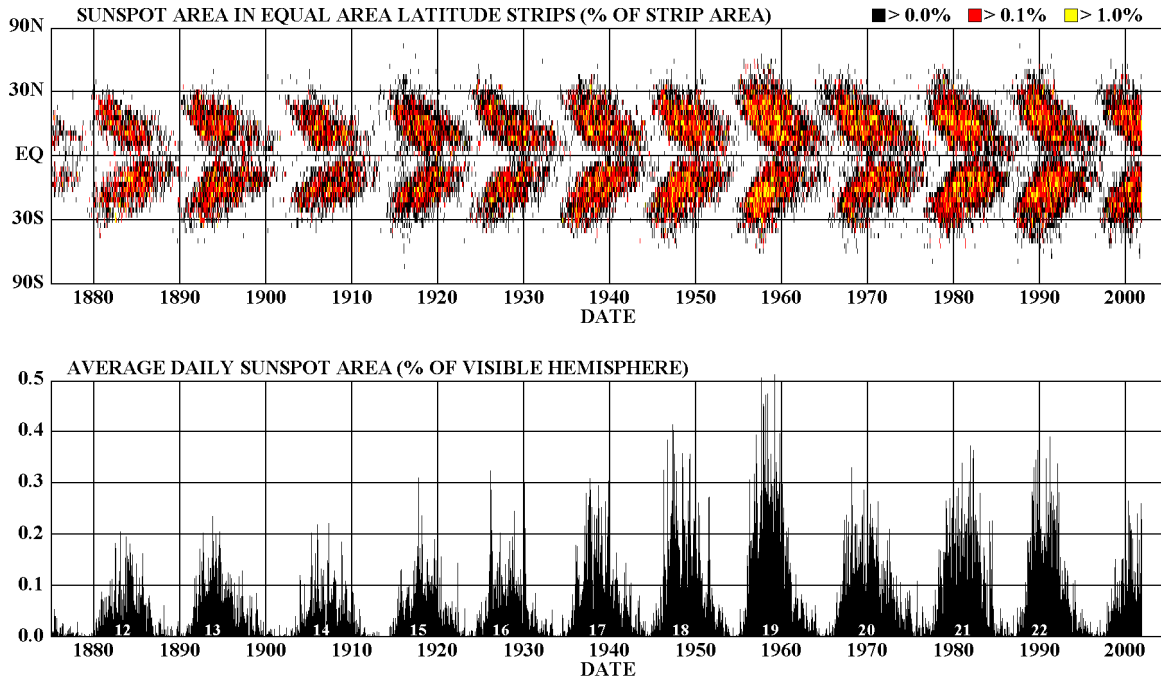 SUNSPOT AREA IN EQUAL AREA LATITUDE STRIPS (% OF STRIP AREA) > 0.0% > 0.1% > 1.0%
90N
30N
EQ
30S
90S
1880 1890 1900 1910 1920 1930 1940 1950 1960 1970 1980 1990 2000
DATE
AVERAGE DAILY SUNSPOT AREA (% OF VISIBLE HEMISPHERE)
0.5
0.4
0.3
0.2
0.1
0.0
12 13 14 15 16 17 18 19 20 21 22
1880 1890 1900 1910 1920 1930 1940 1950 1960 1970 1980 1990 2000
DATE